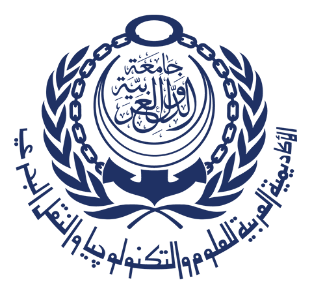 جامعة
الدول العربية
الأكاديمية العربية للعلوم والتكنولوجيا والنقل البحري